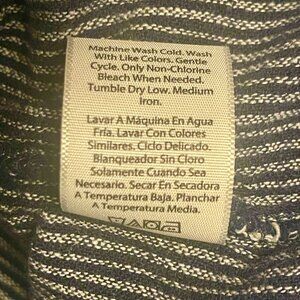 Machine Wash Cold. Wash
With Like Colors. Gentle
Cycle. Only Non-Chlorine
Bleach When Needed.
Tumble Dry Low. Medium
Iron.
Lavar A Máquina En Agua
Fría. Lavar Con Colores
Similares. Ciclo Delicado.
Blanqueador Sin Cloro
Solamente Cuando Sea
Necesario. Secar En Secadora
A Temperatura Baja. Planchar
A Temperatura Media.